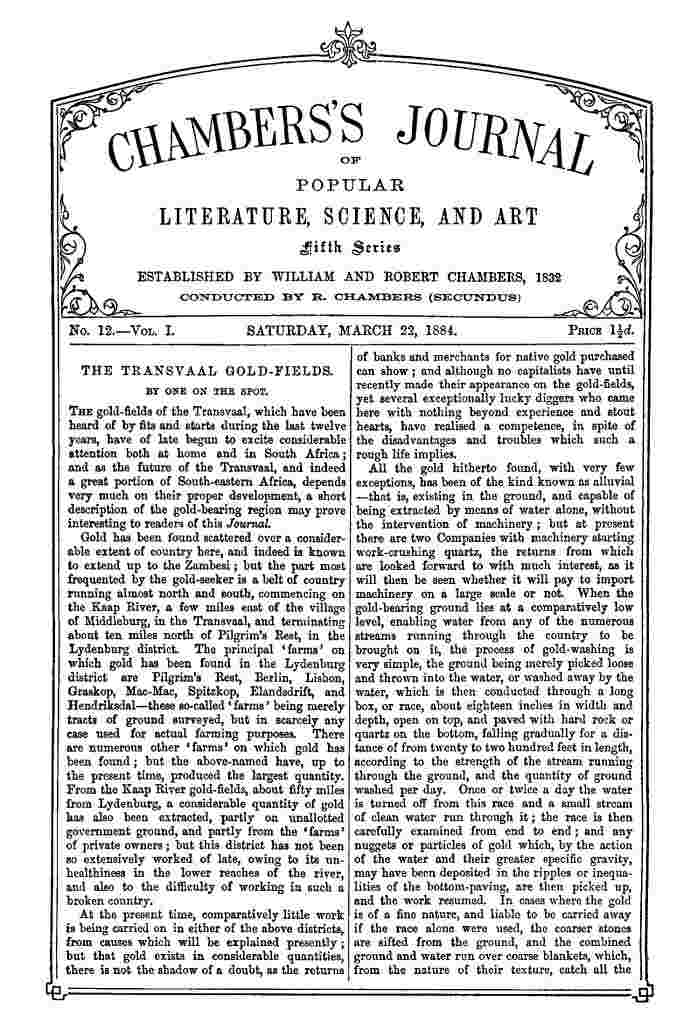 CHAMBERS'S JOURNAL
OF
POPULAR
LITERATURE, SCIENCE, AND ART
Fifth Series
ESTABLISHED BY WILLIAM AND ROBERT CHAMBERS, 1832
CONDUCTED BY R. CHAMBERS (SECUNDUS)
No. 12.—Vol. I. SATURDAY, MARCH 22, 1884. Price 1½d.
THE TRANSVAAL GOLD-FIELDS.
BY ONE ON THE SPOT.
The gold-fields of the Transvaal, which have been
heard of by fits and starts during the last twelve
years, have of late begun to excite considerable
attention both at home and in South Africa;
and as the future of the Transvaal, and indeed
a great portion of South-eastern Africa, depends
very much on their proper development, a short
description of the gold-bearing region may prove
interesting to readers of this Journal.
Gold has been found scattered over a consider-
able extent of country here, and indeed is known
to extend up to the Zambesi; but the part most
frequented by the gold-seeker is a belt of country
running almost north and south, commencing on
the Kaap River, a few miles east of the village
of Middleburg, in the Transvaal, and terminating
about ten miles north of Pilgrim's Rest, in the
Lydenburg district. The principal 'farms' on
which gold has been found in the Lydenburg
district are Pilgrim's Rest, Berlin, Lisbon,
Graskop, Mac-Mac, Spitzkop, Elandsdrift, and
Hendriksdal—these so-called 'farms' being merely
tracts of ground surveyed, but in scarcely any
case used for actual farming purposes. There
are numerous other 'farms' on which gold has
been found; but the above-named have, up to
the present time, produced the largest quantity.
From the Kaap River gold-fields, about fifty miles
from Lydenburg, a considerable quantity of gold
has also been extracted, partly on unallotted
government ground, and partly from the 'farms'
of private owners; but this district has not been
so extensively worked of late, owing to its un-
healthiness in the lower reaches of the river,
and also to the difficulty of working in such a
broken country.
At the present time, comparatively little work
is being carried on in either of the above districts,
from causes which will be explained presently;
but that gold exists in considerable quantities,
there is not the shadow of a doubt, as the returns
of banks and merchants for native gold purchased
can show; and although no capitalists have until
recently made their appearance on the gold-fields,
yet several exceptionally lucky diggers who came
here with nothing beyond experience and stout
hearts, have realised a competence, in spite of
the disadvantages and troubles which such a
rough life implies.
All the gold hitherto found, with very few
exceptions, has been of the kind known as alluvial
—that is, existing in the ground, and capable of
being extracted by means of water alone, without
the intervention of machinery; but at present
there are two Companies with machinery starting
work-crushing quartz, the returns from which
are looked forward to with much interest, as it
will then be seen whether it will pay to import
machinery on a large scale or not. When the
gold-bearing ground lies at a comparatively low
level, enabling water from any of the numerous
streams running through the country to be
brought on it, the process of gold-washing is
very simple, the ground being merely picked loose
and thrown into the water, or washed away by the
water, which is then conducted through a long
box, or race, about eighteen inches in width and
depth, open on top, and paved with hard rock or
quartz on the bottom, falling gradually for a dis-
tance of from twenty to two hundred feet in length,
according to the strength of the stream running
through the ground, and the quantity of ground
washed per day. Once or twice a day the water
is turned off from this race and a small stream
of clean water run through it; the race is then
carefully examined from end to end; and any
nuggets or particles of gold which, by the action
of the water and their greater specific gravity,
may have been deposited in the ripples or inequa-
lities of the bottom-paving, are then picked up,
and the work resumed. In cases where the gold
is of a fine nature, and liable to be carried away
if the race alone were used, the coarser stones
are sifted from the ground, and the combined
ground and water run over coarse blankets, which,
from the nature of their texture, catch all the